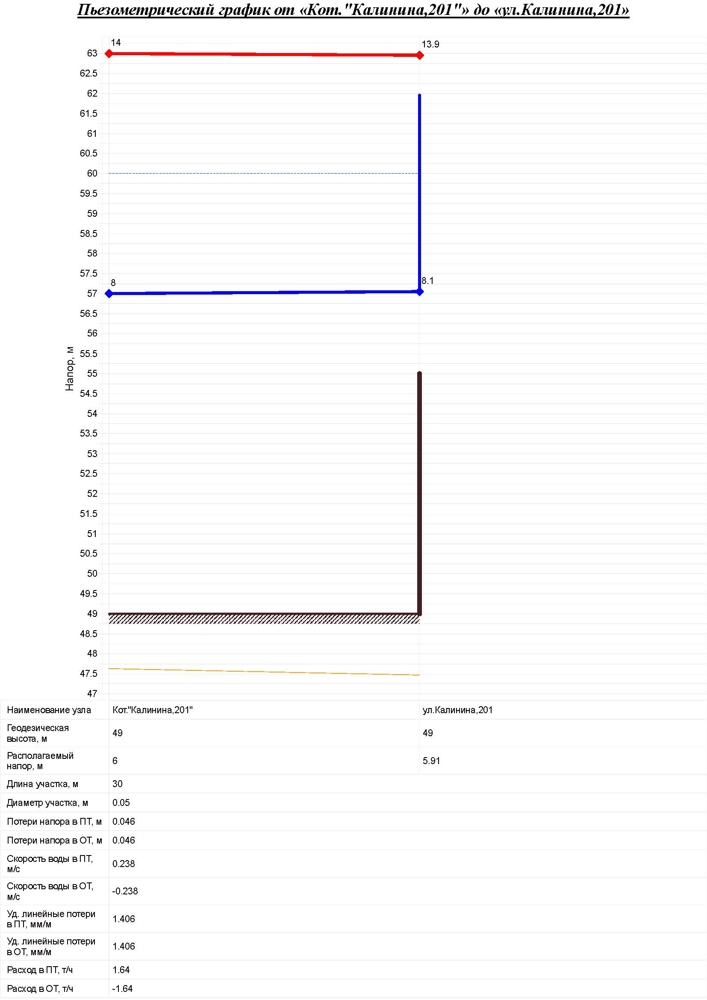 Пьезометрический график от «Кот."Калинина,201"» до «ул.Калинина,201»
14
13.9
63
62.5
62
61.5
61
60.5
60
59.5
59
58.5
58
57.5
8
8.1
57
56.5
56
55.5
Напор, м
55
54.5
54
53.5
53
52.5
52
51.5
51
50.5
50
49.5
49
48.5
48
47.5
47
Наименование узла Кот."Калинина,201" ул.Калинина,201
Геодезическая
высота, м 49 49
Располагаемый
напор, м 6 5.91
Длина участка, м 30
Диаметр участка, м 0.05
Потери напора в ПТ, м 0.046
Потери напора в ОТ, м 0.046
Скорость воды в ПТ,
м/с 0.238
Скорость воды в ОТ,
м/с -0.238
Уд. линейные потери
в ПТ, мм/м 1.406
Уд. линейные потери
в ОТ, мм/м 1.406
Расход в ПТ, т/ч 1.64
Расход в ОТ, т/ч -1.64